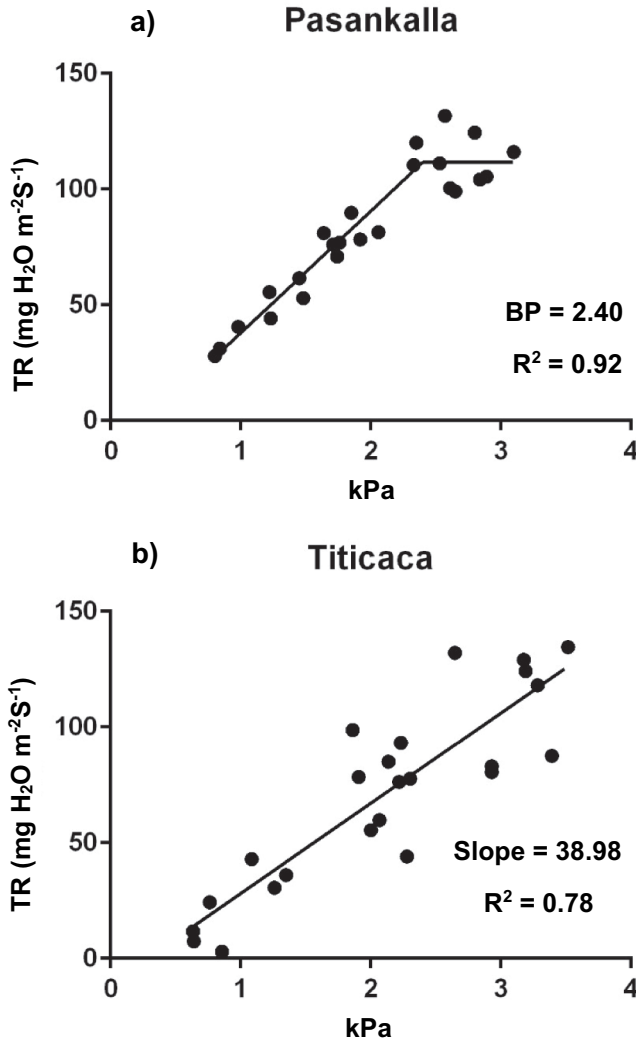 a) Pasankalla
150
100
50
0
TR (mg H₂O m⁻²S⁻¹)
BP = 2.40
R² = 0.92
0 1 2 3 4
kPa
b) Titicaca
150
100
50
0
TR (mg H₂O m⁻²S⁻¹)
Slope = 38.98
R² = 0.78
0 1 2 3 4
kPa